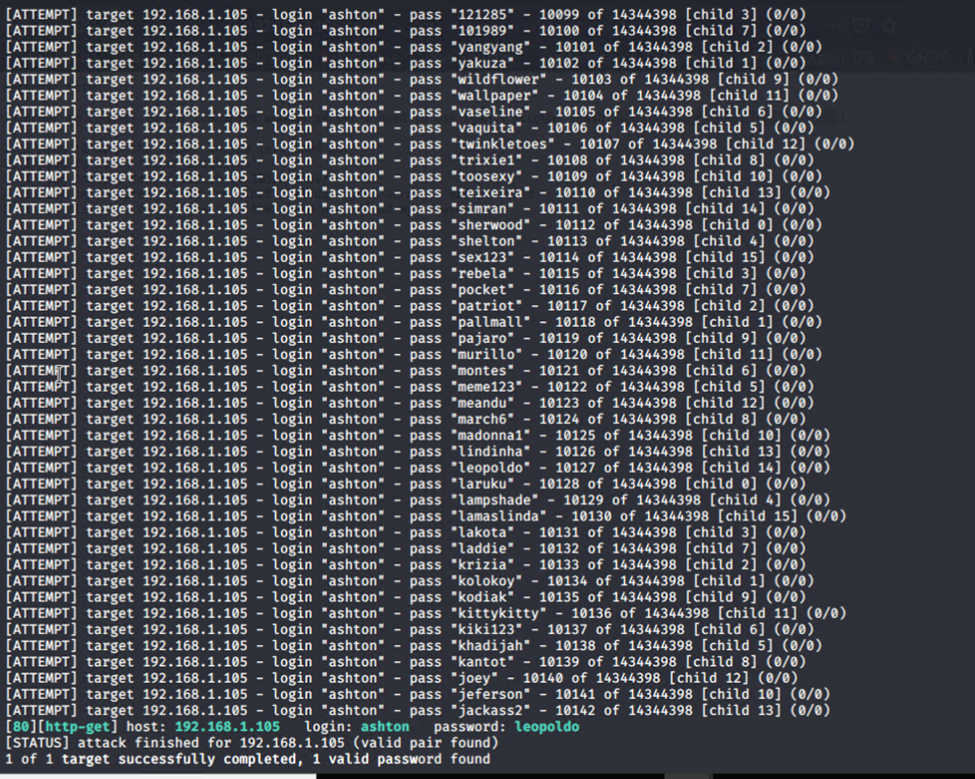 [ATTEMPT] target 192.168.1.105 - login "ashton" - pass "121285" - 10099 of 14344398 [child 3] (0/0)
[ATTEMPT] target 192.168.1.105 - login "ashton" - pass "101989" - 10100 of 14344398 [child 7] (0/0)
[ATTEMPT] target 192.168.1.105 - login "ashton" - pass "yangyang" - 10101 of 14344398 [child 2] (0/0)
[ATTEMPT] target 192.168.1.105 - login "ashton" - pass "yakuza" - 10102 of 14344398 [child 1] (0/0)
[ATTEMPT] target 192.168.1.105 - login "ashton" - pass "wildflower" - 10103 of 14344398 [child 9] (0/0)
[ATTEMPT] target 192.168.1.105 - login "ashton" - pass "wallpaper" - 10104 of 14344398 [child 11] (0/0)
[ATTEMPT] target 192.168.1.105 - login "ashton" - pass "vaseline" - 10105 of 14344398 [child 6] (0/0)
[ATTEMPT] target 192.168.1.105 - login "ashton" - pass "vaquita" - 10106 of 14344398 [child 5] (0/0)
[ATTEMPT] target 192.168.1.105 - login "ashton" - pass "twinkletoes" - 10107 of 14344398 [child 12] (0/0)
[ATTEMPT] target 192.168.1.105 - login "ashton" - pass "trixie1" - 10108 of 14344398 [child 8] (0/0)
[ATTEMPT] target 192.168.1.105 - login "ashton" - pass "toosexy" - 10109 of 14344398 [child 10] (0/0)
[ATTEMPT] target 192.168.1.105 - login "ashton" - pass "teixeira" - 10110 of 14344398 [child 13] (0/0)
[ATTEMPT] target 192.168.1.105 - login "ashton" - pass "simran" - 10111 of 14344398 [child 14] (0/0)
[ATTEMPT] target 192.168.1.105 - login "ashton" - pass "sherwood" - 10112 of 14344398 [child 0] (0/0)
[ATTEMPT] target 192.168.1.105 - login "ashton" - pass "shelton" - 10113 of 14344398 [child 4] (0/0)
[ATTEMPT] target 192.168.1.105 - login "ashton" - pass "sex123" - 10114 of 14344398 [child 15] (0/0)
[ATTEMPT] target 192.168.1.105 - login "ashton" - pass "rebela" - 10115 of 14344398 [child 3] (0/0)
[ATTEMPT] target 192.168.1.105 - login "ashton" - pass "pocket" - 10116 of 14344398 [child 7] (0/0)
[ATTEMPT] target 192.168.1.105 - login "ashton" - pass "patriot" - 10117 of 14344398 [child 2] (0/0)
[ATTEMPT] target 192.168.1.105 - login "ashton" - pass "pallmall" - 10118 of 14344398 [child 1] (0/0)
[ATTEMPT] target 192.168.1.105 - login "ashton" - pass "pajaro" - 10119 of 14344398 [child 9] (0/0)
[ATTEMPT] target 192.168.1.105 - login "ashton" - pass "murillo" - 10120 of 14344398 [child 11] (0/0)
[ATTEMPT] target 192.168.1.105 - login "ashton" - pass "montes" - 10121 of 14344398 [child 6] (0/0)
[ATTEMPT] target 192.168.1.105 - login "ashton" - pass "meme123" - 10122 of 14344398 [child 5] (0/0)
[ATTEMPT] target 192.168.1.105 - login "ashton" - pass "meandu" - 10123 of 14344398 [child 12] (0/0)
[ATTEMPT] target 192.168.1.105 - login "ashton" - pass "march6" - 10124 of 14344398 [child 8] (0/0)
[ATTEMPT] target 192.168.1.105 - login "ashton" - pass "madonna1" - 10125 of 14344398 [child 10] (0/0)
[ATTEMPT] target 192.168.1.105 - login "ashton" - pass "lindinha" - 10126 of 14344398 [child 13] (0/0)
[ATTEMPT] target 192.168.1.105 - login "ashton" - pass "leopoldo" - 10127 of 14344398 [child 14] (0/0)
[ATTEMPT] target 192.168.1.105 - login "ashton" - pass "laruku" - 10128 of 14344398 [child 0] (0/0)
[ATTEMPT] target 192.168.1.105 - login "ashton" - pass "lampshade" - 10129 of 14344398 [child 4] (0/0)
[ATTEMPT] target 192.168.1.105 - login "ashton" - pass "lamaslinda" - 10130 of 14344398 [child 15] (0/0)
[ATTEMPT] target 192.168.1.105 - login "ashton" - pass "lakota" - 10131 of 14344398 [child 3] (0/0)
[ATTEMPT] target 192.168.1.105 - login "ashton" - pass "laddie" - 10132 of 14344398 [child 7] (0/0)
[ATTEMPT] target 192.168.1.105 - login "ashton" - pass "krizia" - 10133 of 14344398 [child 2] (0/0)
[ATTEMPT] target 192.168.1.105 - login "ashton" - pass "kolokoy" - 10134 of 14344398 [child 1] (0/0)
[ATTEMPT] target 192.168.1.105 - login "ashton" - pass "kodiak" - 10135 of 14344398 [child 9] (0/0)
[ATTEMPT] target 192.168.1.105 - login "ashton" - pass "kittykitty" - 10136 of 14344398 [child 11] (0/0)
[ATTEMPT] target 192.168.1.105 - login "ashton" - pass "kiki123" - 10137 of 14344398 [child 6] (0/0)
[ATTEMPT] target 192.168.1.105 - login "ashton" - pass "khadijah" - 10138 of 14344398 [child 5] (0/0)
[ATTEMPT] target 192.168.1.105 - login "ashton" - pass "kantot" - 10139 of 14344398 [child 8] (0/0)
[ATTEMPT] target 192.168.1.105 - login "ashton" - pass "joey" - 10140 of 14344398 [child 12] (0/0)
[ATTEMPT] target 192.168.1.105 - login "ashton" - pass "jeferson" - 10141 of 14344398 [child 10] (0/0)
[ATTEMPT] target 192.168.1.105 - login "ashton" - pass "jackass2" - 10142 of 14344398 [child 13] (0/0)
[80][http-get] host: 192.168.1.105   login: ashton   password: leopoldo
[STATUS] attack finished for 192.168.1.105 (valid pair found)
1 of 1 target successfully completed, 1 valid password found